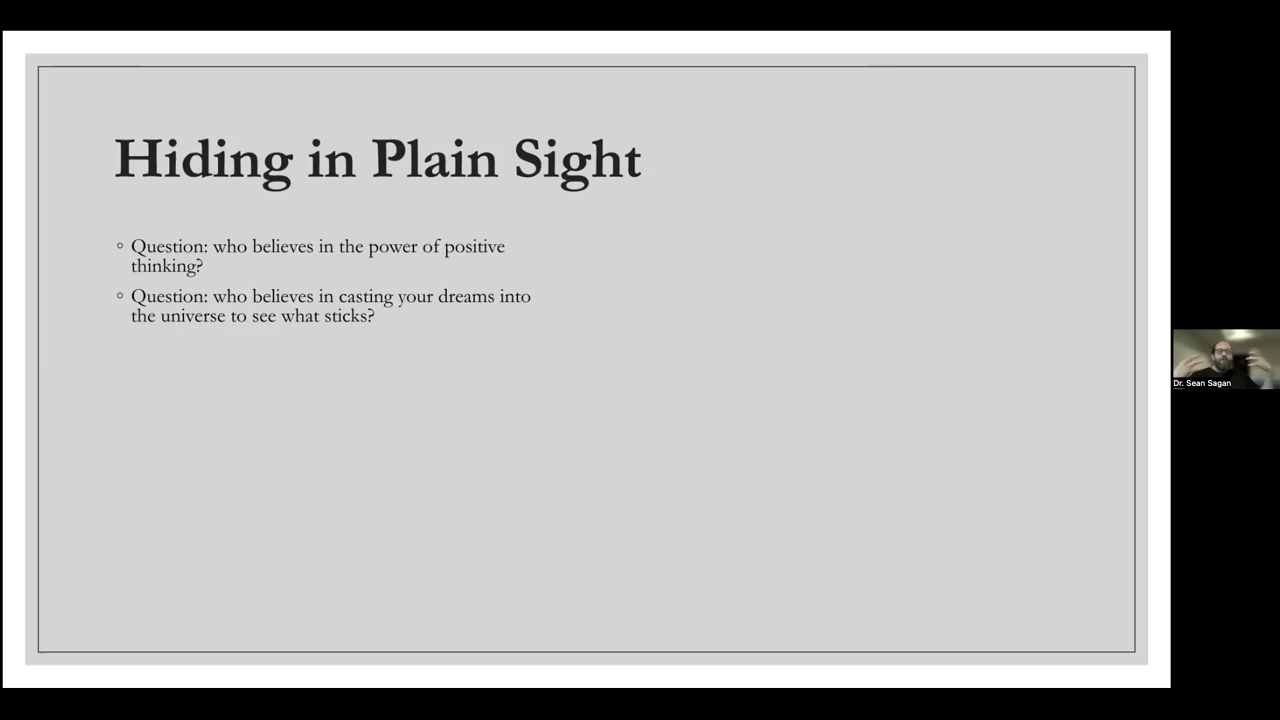 Hiding in Plain Sight
◦ Question: who believes in the power of positive
thinking?
◦ Question: who believes in casting your dreams into
the universe to see what sticks?
Dr. Sean Sagan